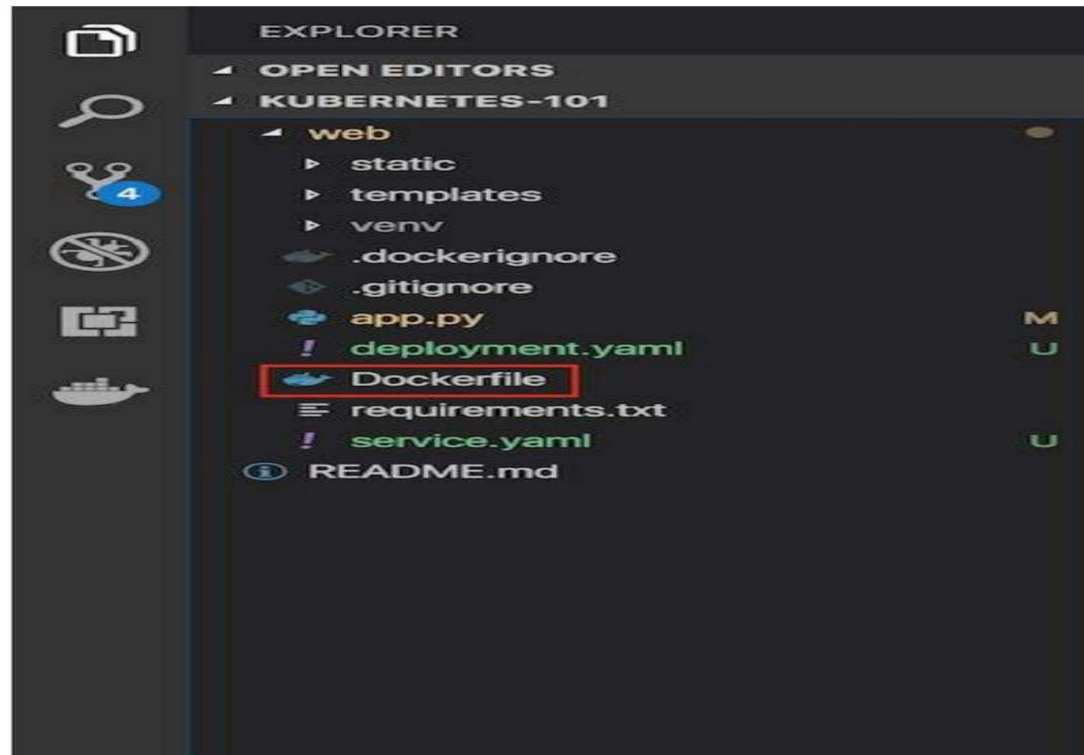 EXPLORER
OPEN EDITORS
KUBERNETES-101
web
static
4
templates
venv
.dockerignore
.gitignore
app.py M
deployment.yaml U
Dockerfile
requirements.txt
service.yaml U
README.md